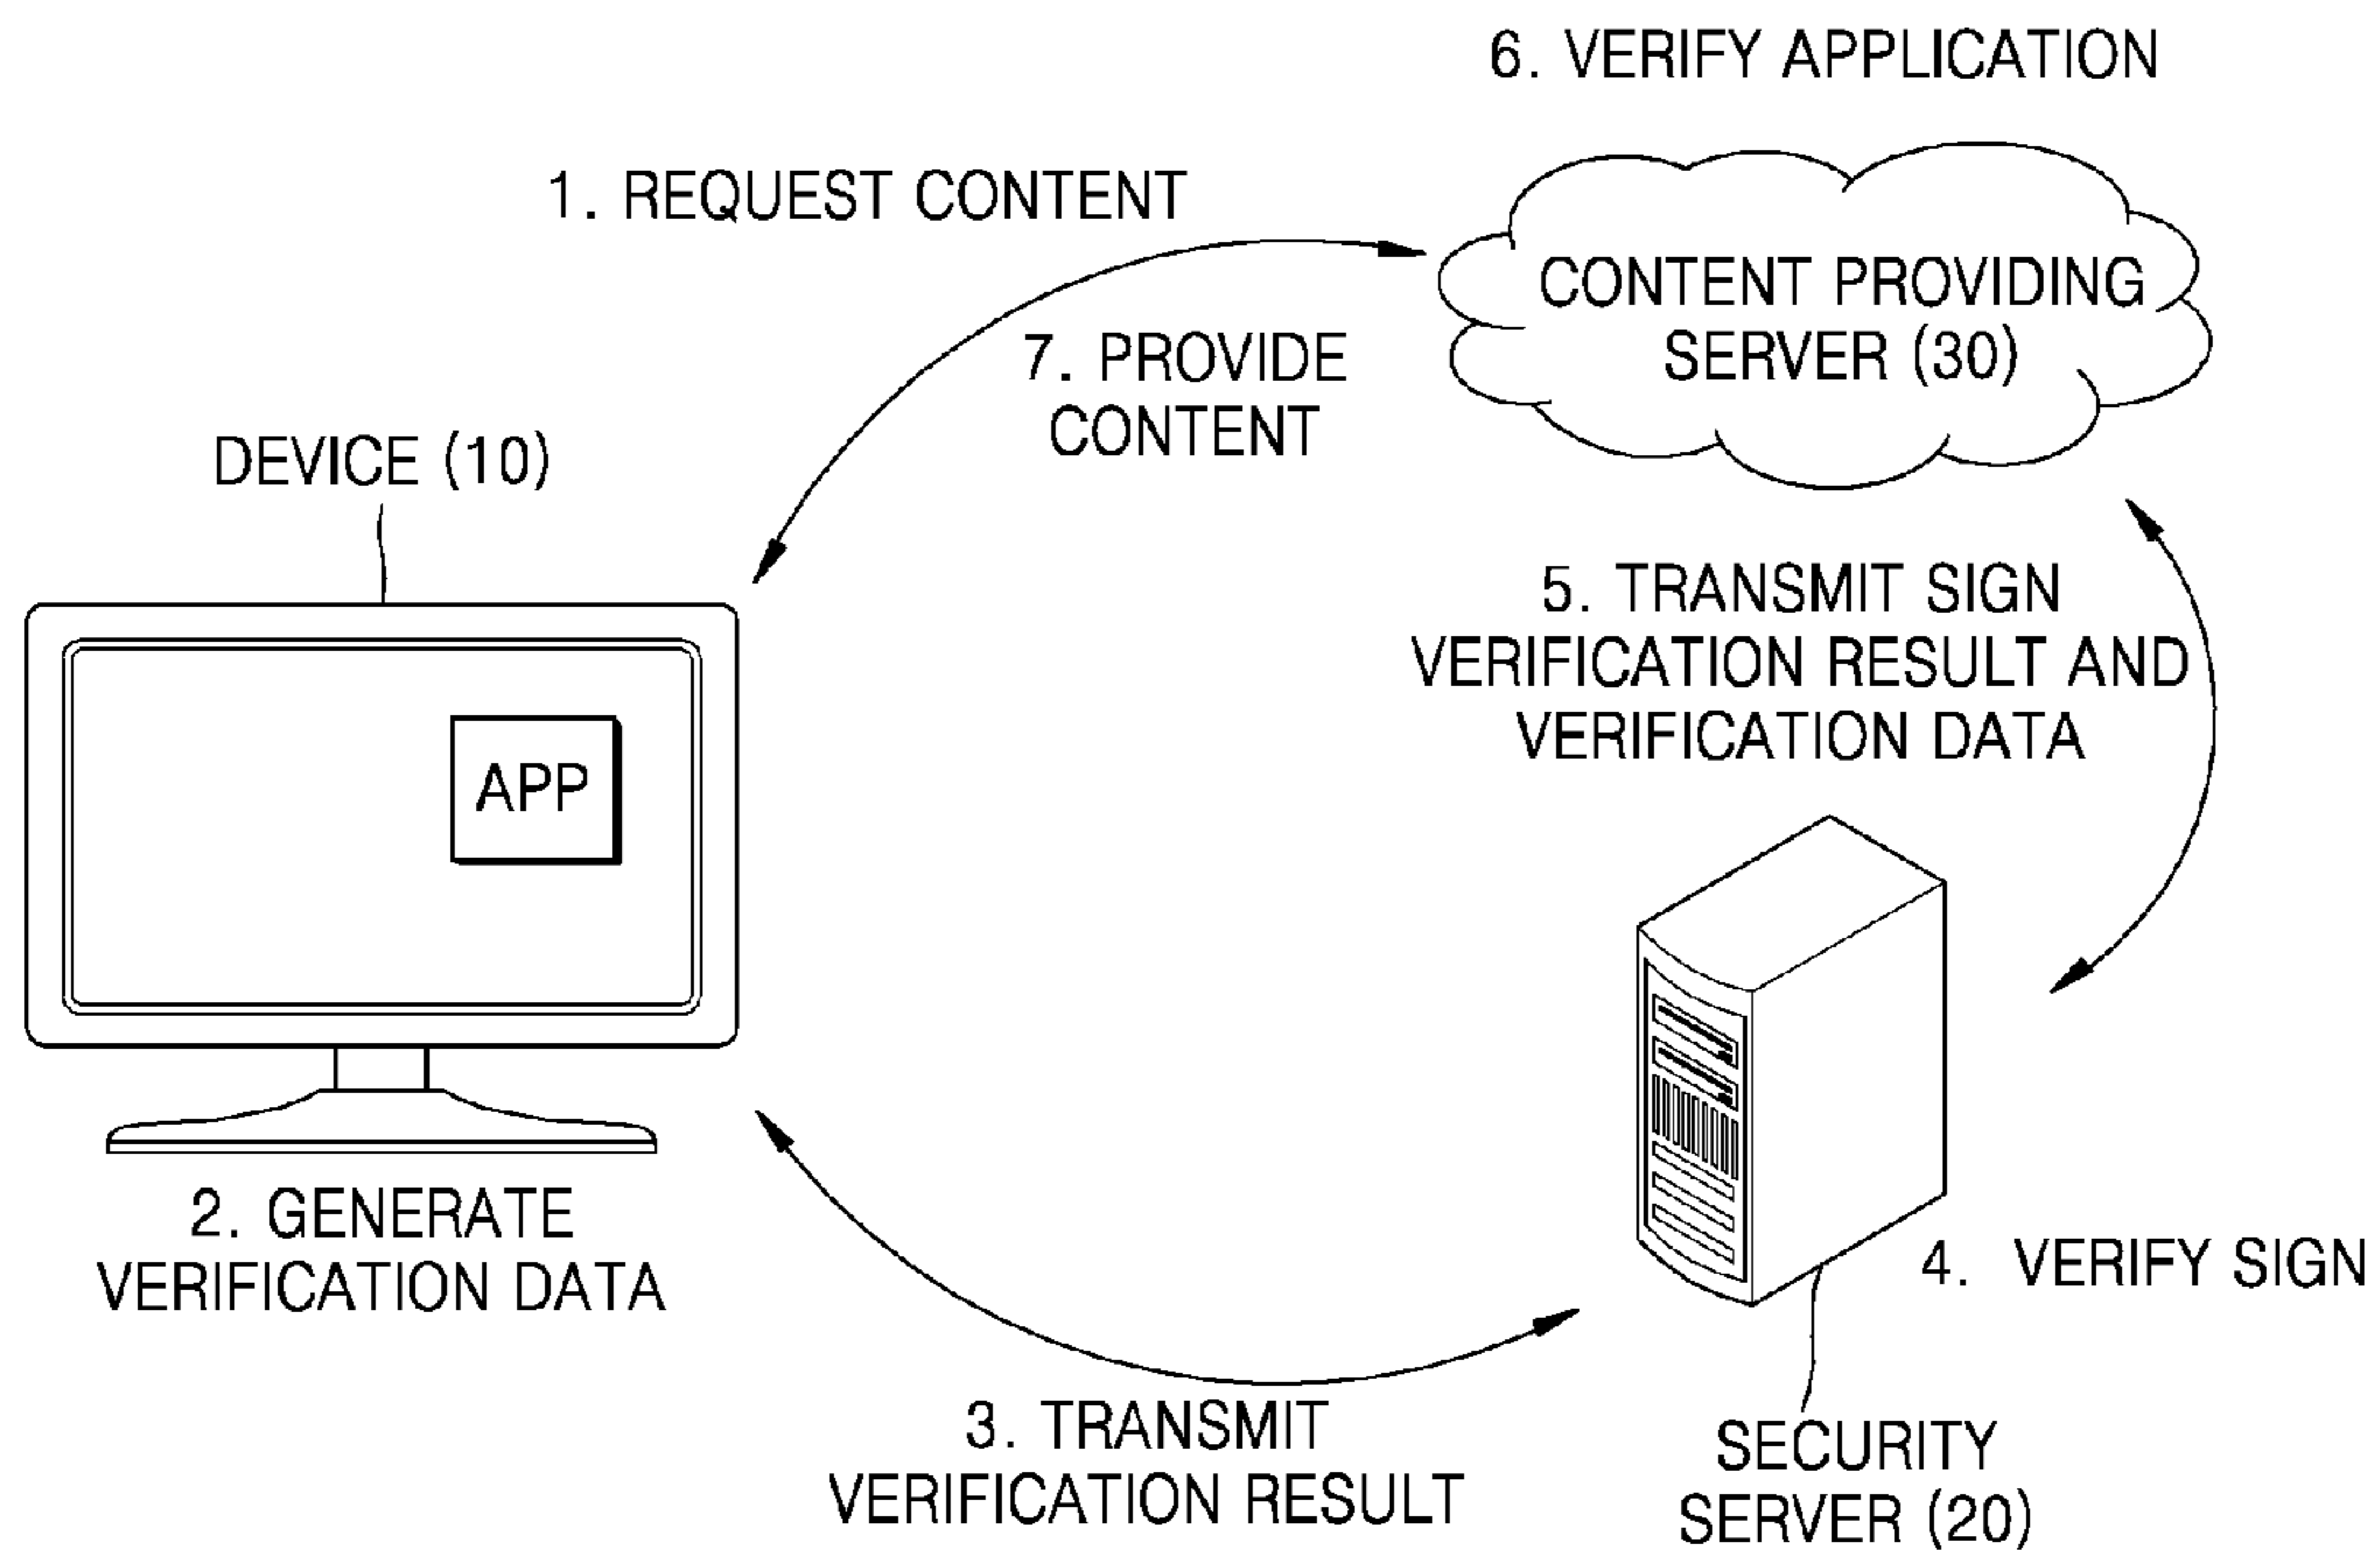 6. VERIFY APPLICATION
1. REQUEST CONTENT
CONTENT PROVIDING
SERVER (30)
7. PROVIDE
CONTENT
DEVICE (10)
5. TRANSMIT SIGN
VERIFICATION RESULT AND
VERIFICATION DATA
APP
2. GENERATE
VERIFICATION DATA
4. VERIFY SIGN
3. TRANSMIT
VERIFICATION RESULT
SECURITY
SERVER (20)